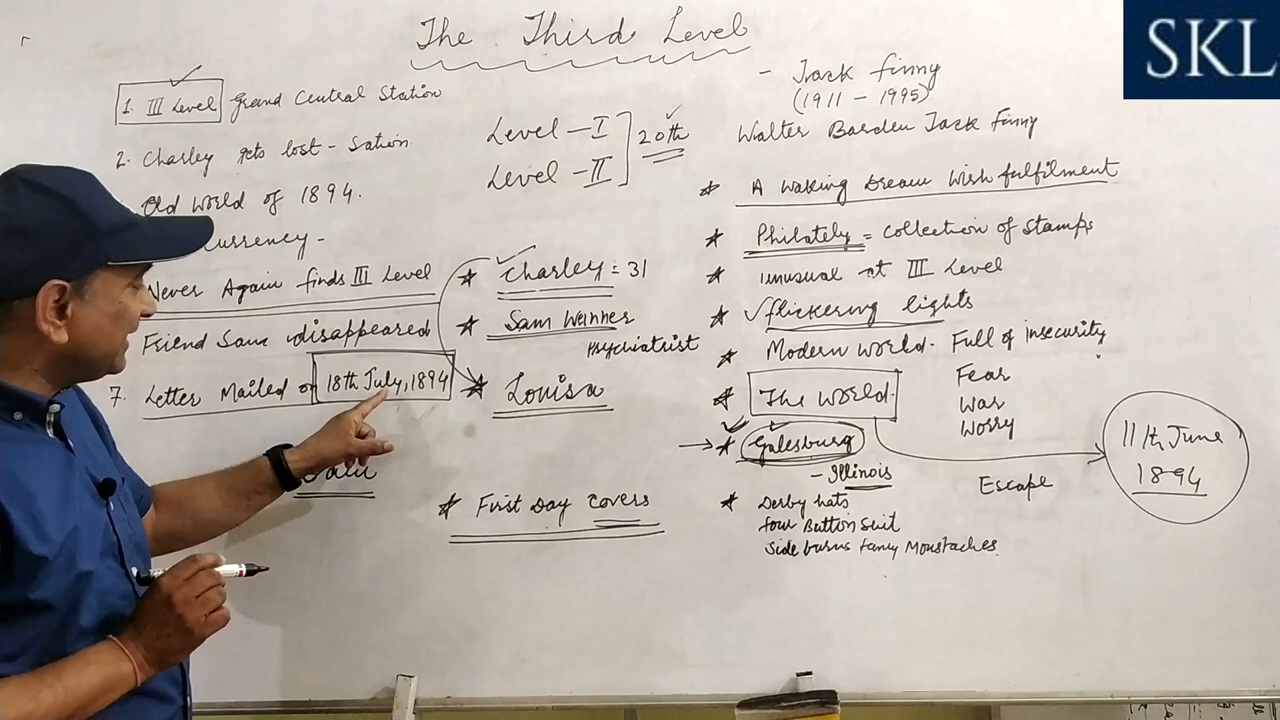 The Third Level
SKL
1. III Level Grand Central Station
2. Charley gets lost - Sation
Old World of 1894.
Currency -
Never Again finds III Level
Friend Sam disappeared
7. Letter Mailed on 18th July, 1894
Level - I
Level - II
20th
* Charley = 31
* Sam Weinner
Psychiatrist
* Louisa
* First Day covers
- Jack finny
(1911 - 1995)
Walter Barden Jack Finny
* A waking Dream Wish fulfilment
* Philately = collection of stamps
* unusual at III Level
* flickering lights
* Modern world. Full of insecurity
Fear
War
Worry
* The World.
* Galesburg
- Illinois
* Derby hats
four Button Suit
Side burns fancy Moustaches.
Escape
11th June
1894